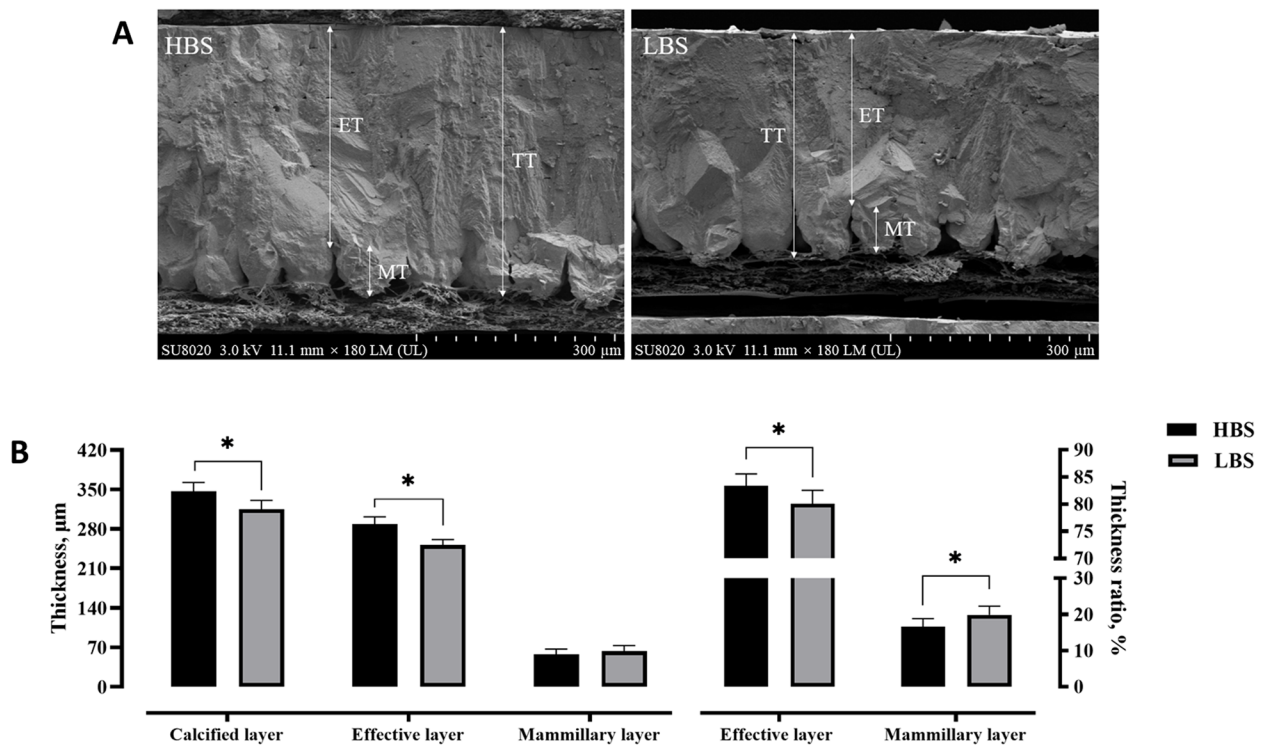 A
HBS
ET
TT
MT
SU8020 3.0 kV 11.1 mm × 180 LM (UL) 300 µm
LBS
TT
ET
MT
SU8020 3.0 kV 11.1 mm × 180 LM (UL) 300 µm
B
HBS
LBS
Thickness, µm
420
350
280
210
140
70
0
*
*
*
*
90
85
80
75
70
30
20
10
0
Thickness ratio, %
Calcified layer
Effective layer
Mammillary layer
Effective layer
Mammillary layer